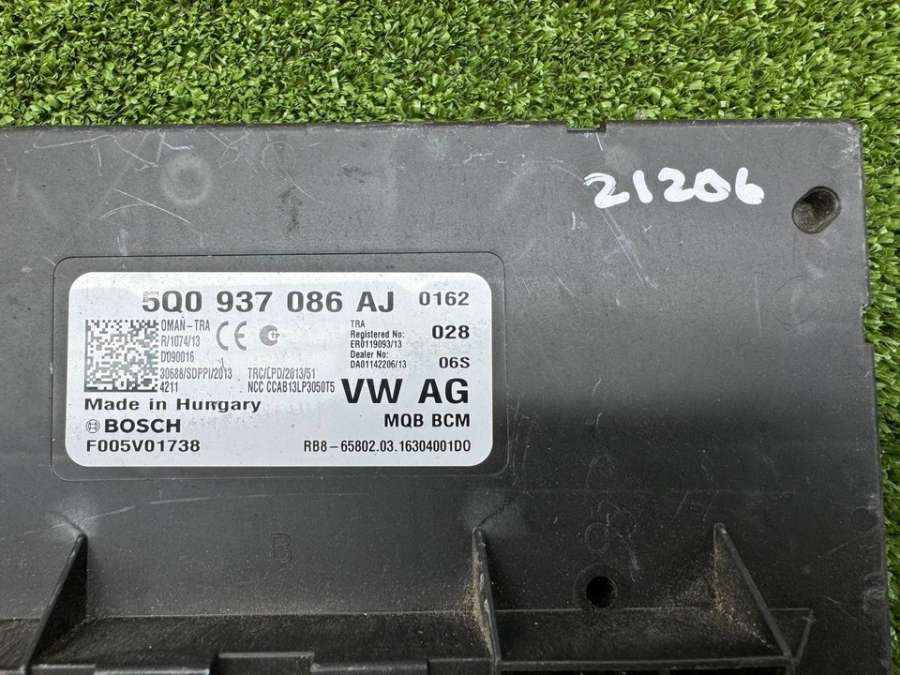 21206
5Q0 937 086 AJ 0162
OMAN-TRA
R/1074/13
D090016
TRA
Registered No:
ER0119093/13
Dealer No:
DA01142206/13
028
06S
30688/SDPPI/2013
4211
TRC/LPD/2013/51
NCC CCAB13LP3050T5
VW AG
Made in Hungary
BOSCH
MQB BCM
F005V01738
RB8-65802.03.16304001D0
B